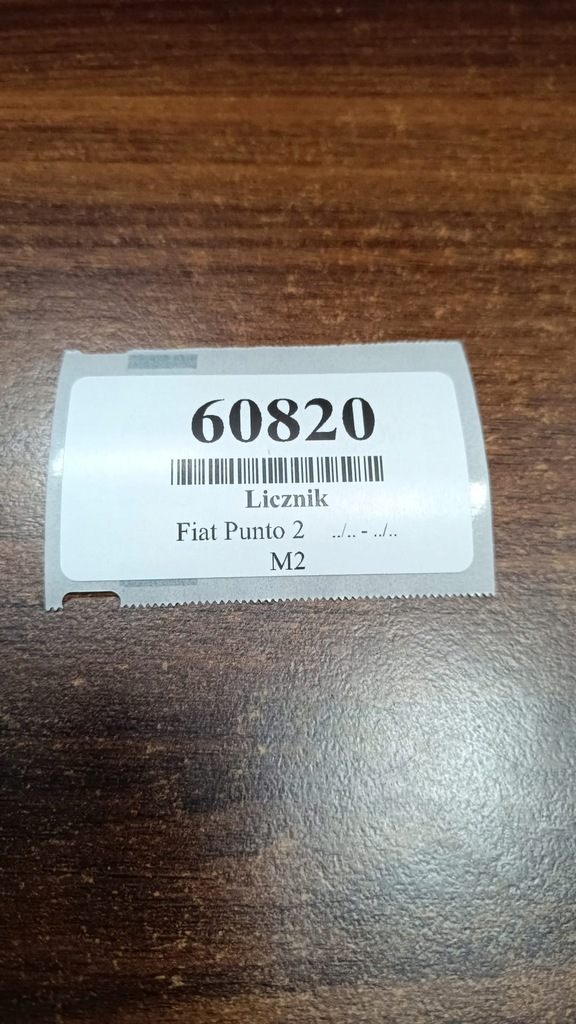 60820
Licznik
Fiat Punto 2 ../.. - ../..
M2